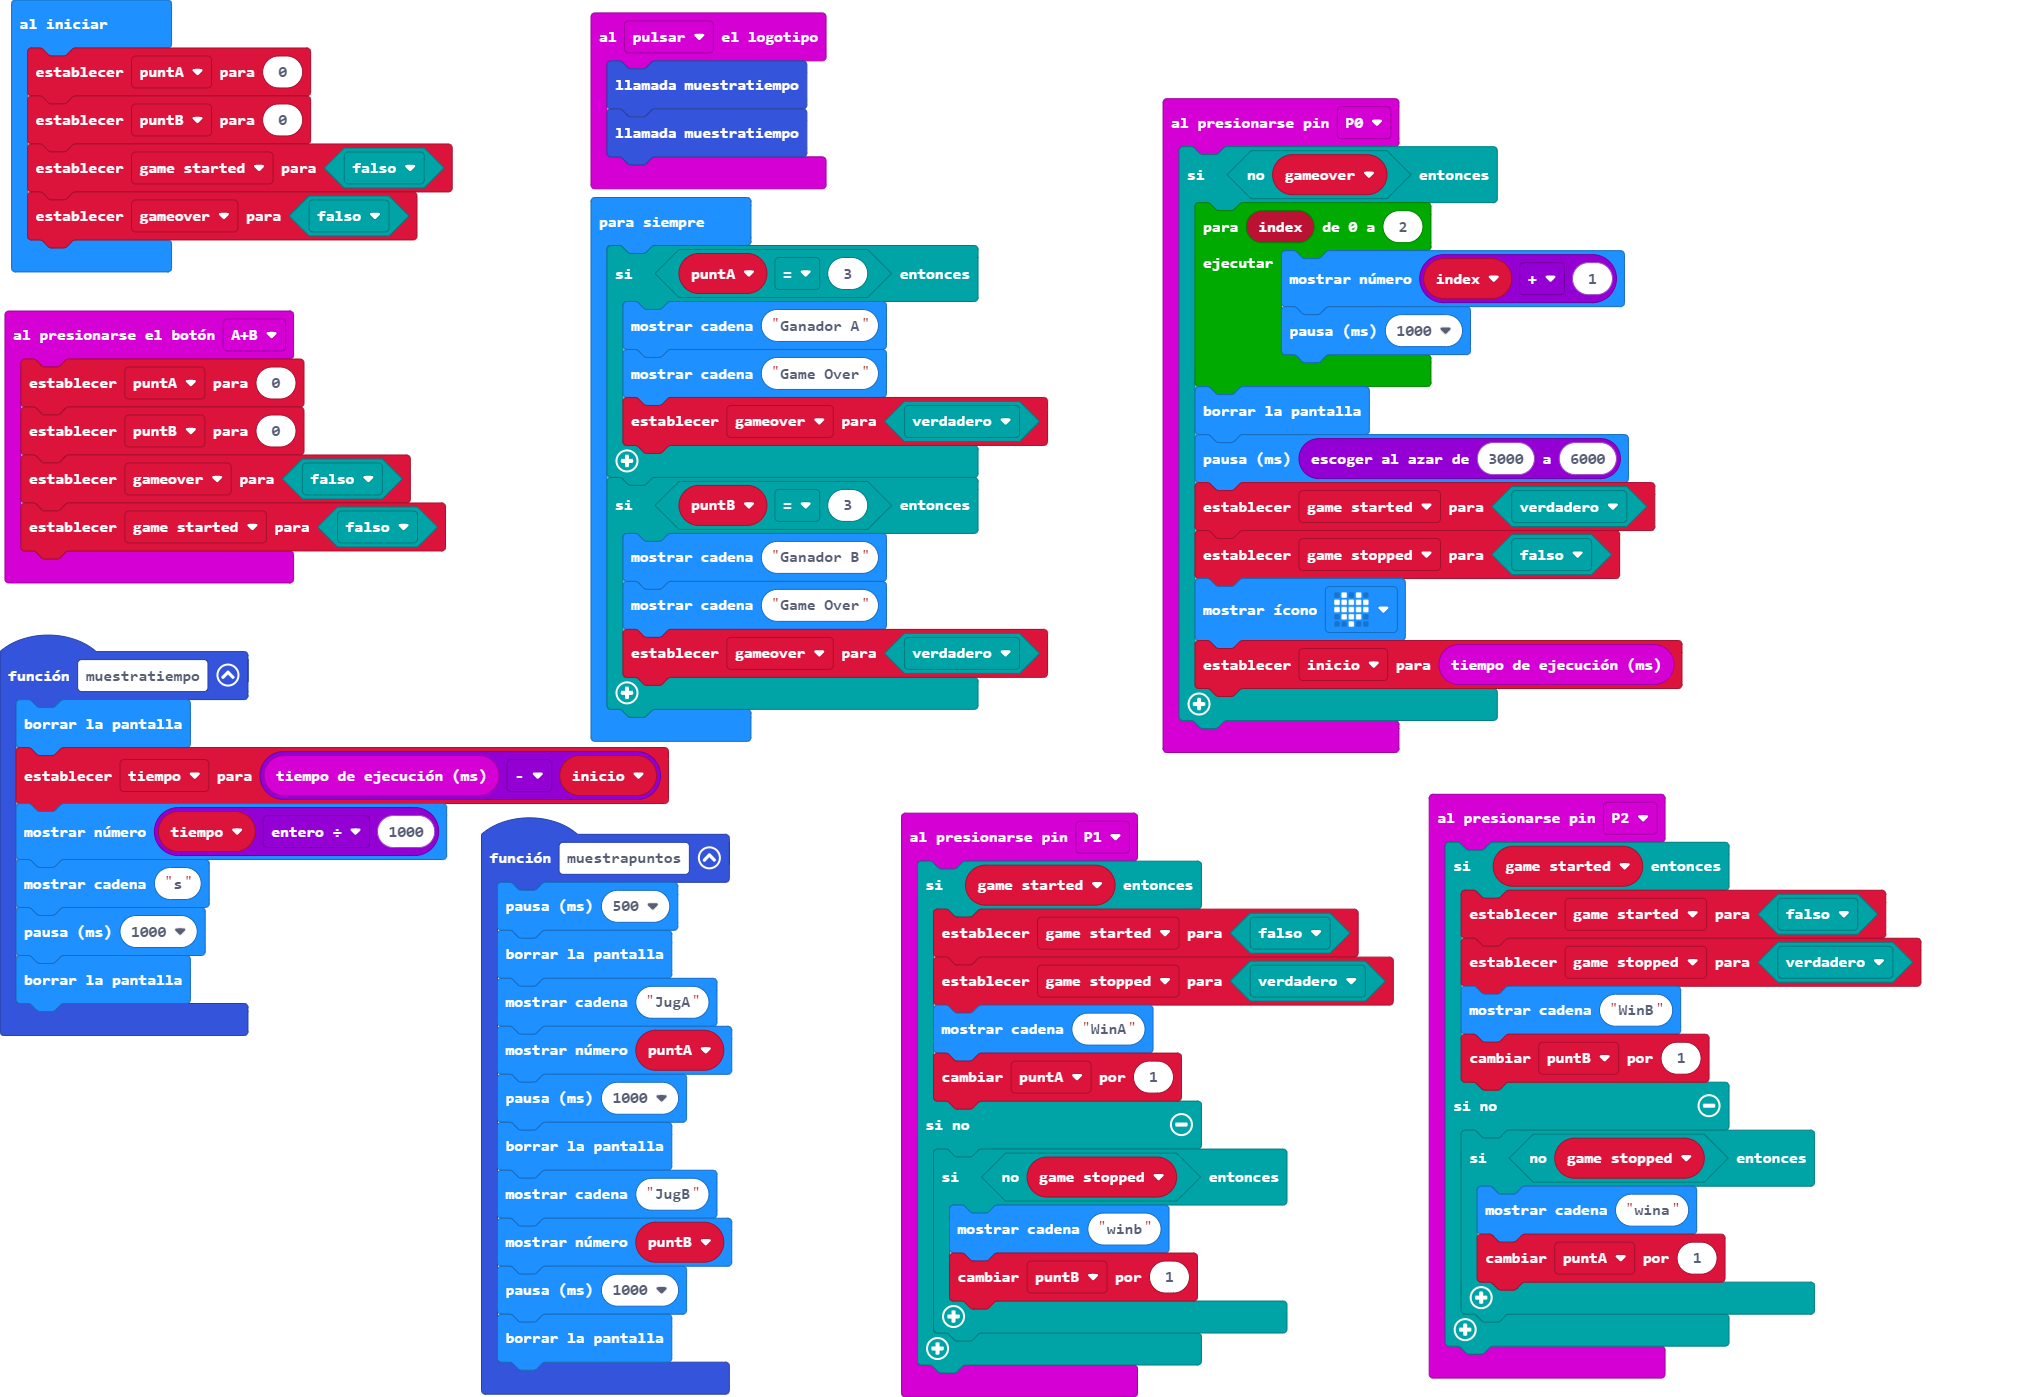 al iniciar
establecer puntA para 0
establecer puntB para 0
establecer game started para falso
establecer gameover para falso
al presionarse el botón A+B
establecer puntA para 0
establecer puntB para 0
establecer gameover para falso
establecer game started para falso
función muestratiempo
borrar la pantalla
establecer tiempo para tiempo de ejecución (ms) - inicio
mostrar número tiempo entero ÷ 1000
mostrar cadena "s"
pausa (ms) 1000
borrar la pantalla
al pulsar el logotipo
llamada muestratiempo
llamada muestratiempo
para siempre
si puntA = 3 entonces
mostrar cadena "Ganador A"
mostrar cadena "Game Over"
establecer gameover para verdadero
si puntB = 3 entonces
mostrar cadena "Ganador B"
mostrar cadena "Game Over"
establecer gameover para verdadero
función muestrapuntos
pausa (ms) 500
borrar la pantalla
mostrar cadena "JugA"
mostrar número puntA
pausa (ms) 1000
borrar la pantalla
mostrar cadena "JugB"
mostrar número puntB
pausa (ms) 1000
borrar la pantalla
al presionarse pin P0
si no gameover entonces
para index de 0 a 2
ejecutar mostrar número index + 1
pausa (ms) 1000
borrar la pantalla
pausa (ms) escoger al azar de 3000 a 6000
establecer game started para verdadero
establecer game stopped para falso
mostrar ícono
establecer inicio para tiempo de ejecución (ms)
al presionarse pin P1
si game started entonces
establecer game started para falso
establecer game stopped para verdadero
mostrar cadena "WinA"
cambiar puntA por 1
si no
si no game stopped entonces
mostrar cadena "winb"
cambiar puntB por 1
al presionarse pin P2
si game started entonces
establecer game started para falso
establecer game stopped para verdadero
mostrar cadena "WinB"
cambiar puntB por 1
si no
si no game stopped entonces
mostrar cadena "wina"
cambiar puntA por 1